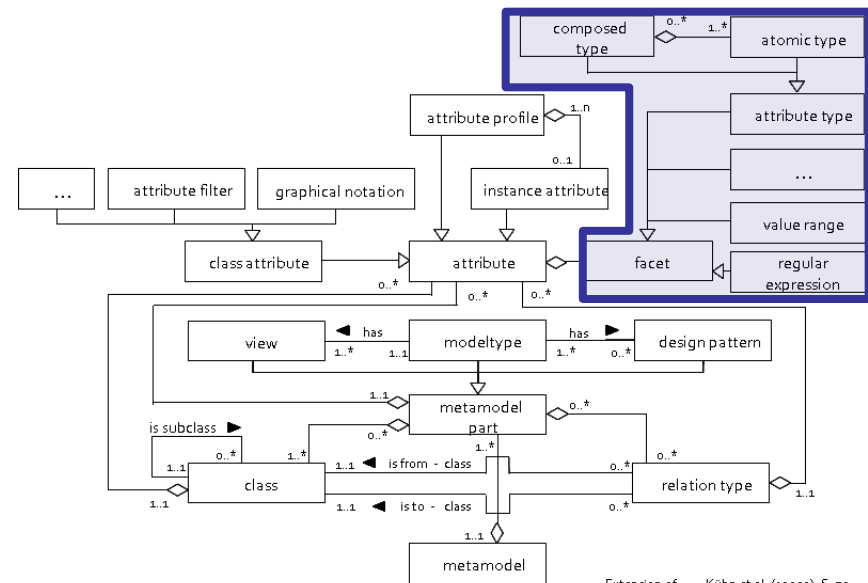 composed
type
0..*
1..*
atomic type
attribute type
...
value range
regular
expression
facet
attribute profile
1..n
0..1
instance attribute
...
attribute filter
graphical notation
class attribute
attribute
0..*
0..*
0..*
view
◄ has
1..*
1..1
modeltype
has ►
1..*
0..*
design pattern
1..1
metamodel
part
0..*
0..*
1..*
is subclass ►
0..*
1..*
0..*
1..1
◄ is from - class
0..*
1..1
class
1..1
1..1
◄ is to - class
0..*
relation type
1..1
1..1
metamodel
Extension of